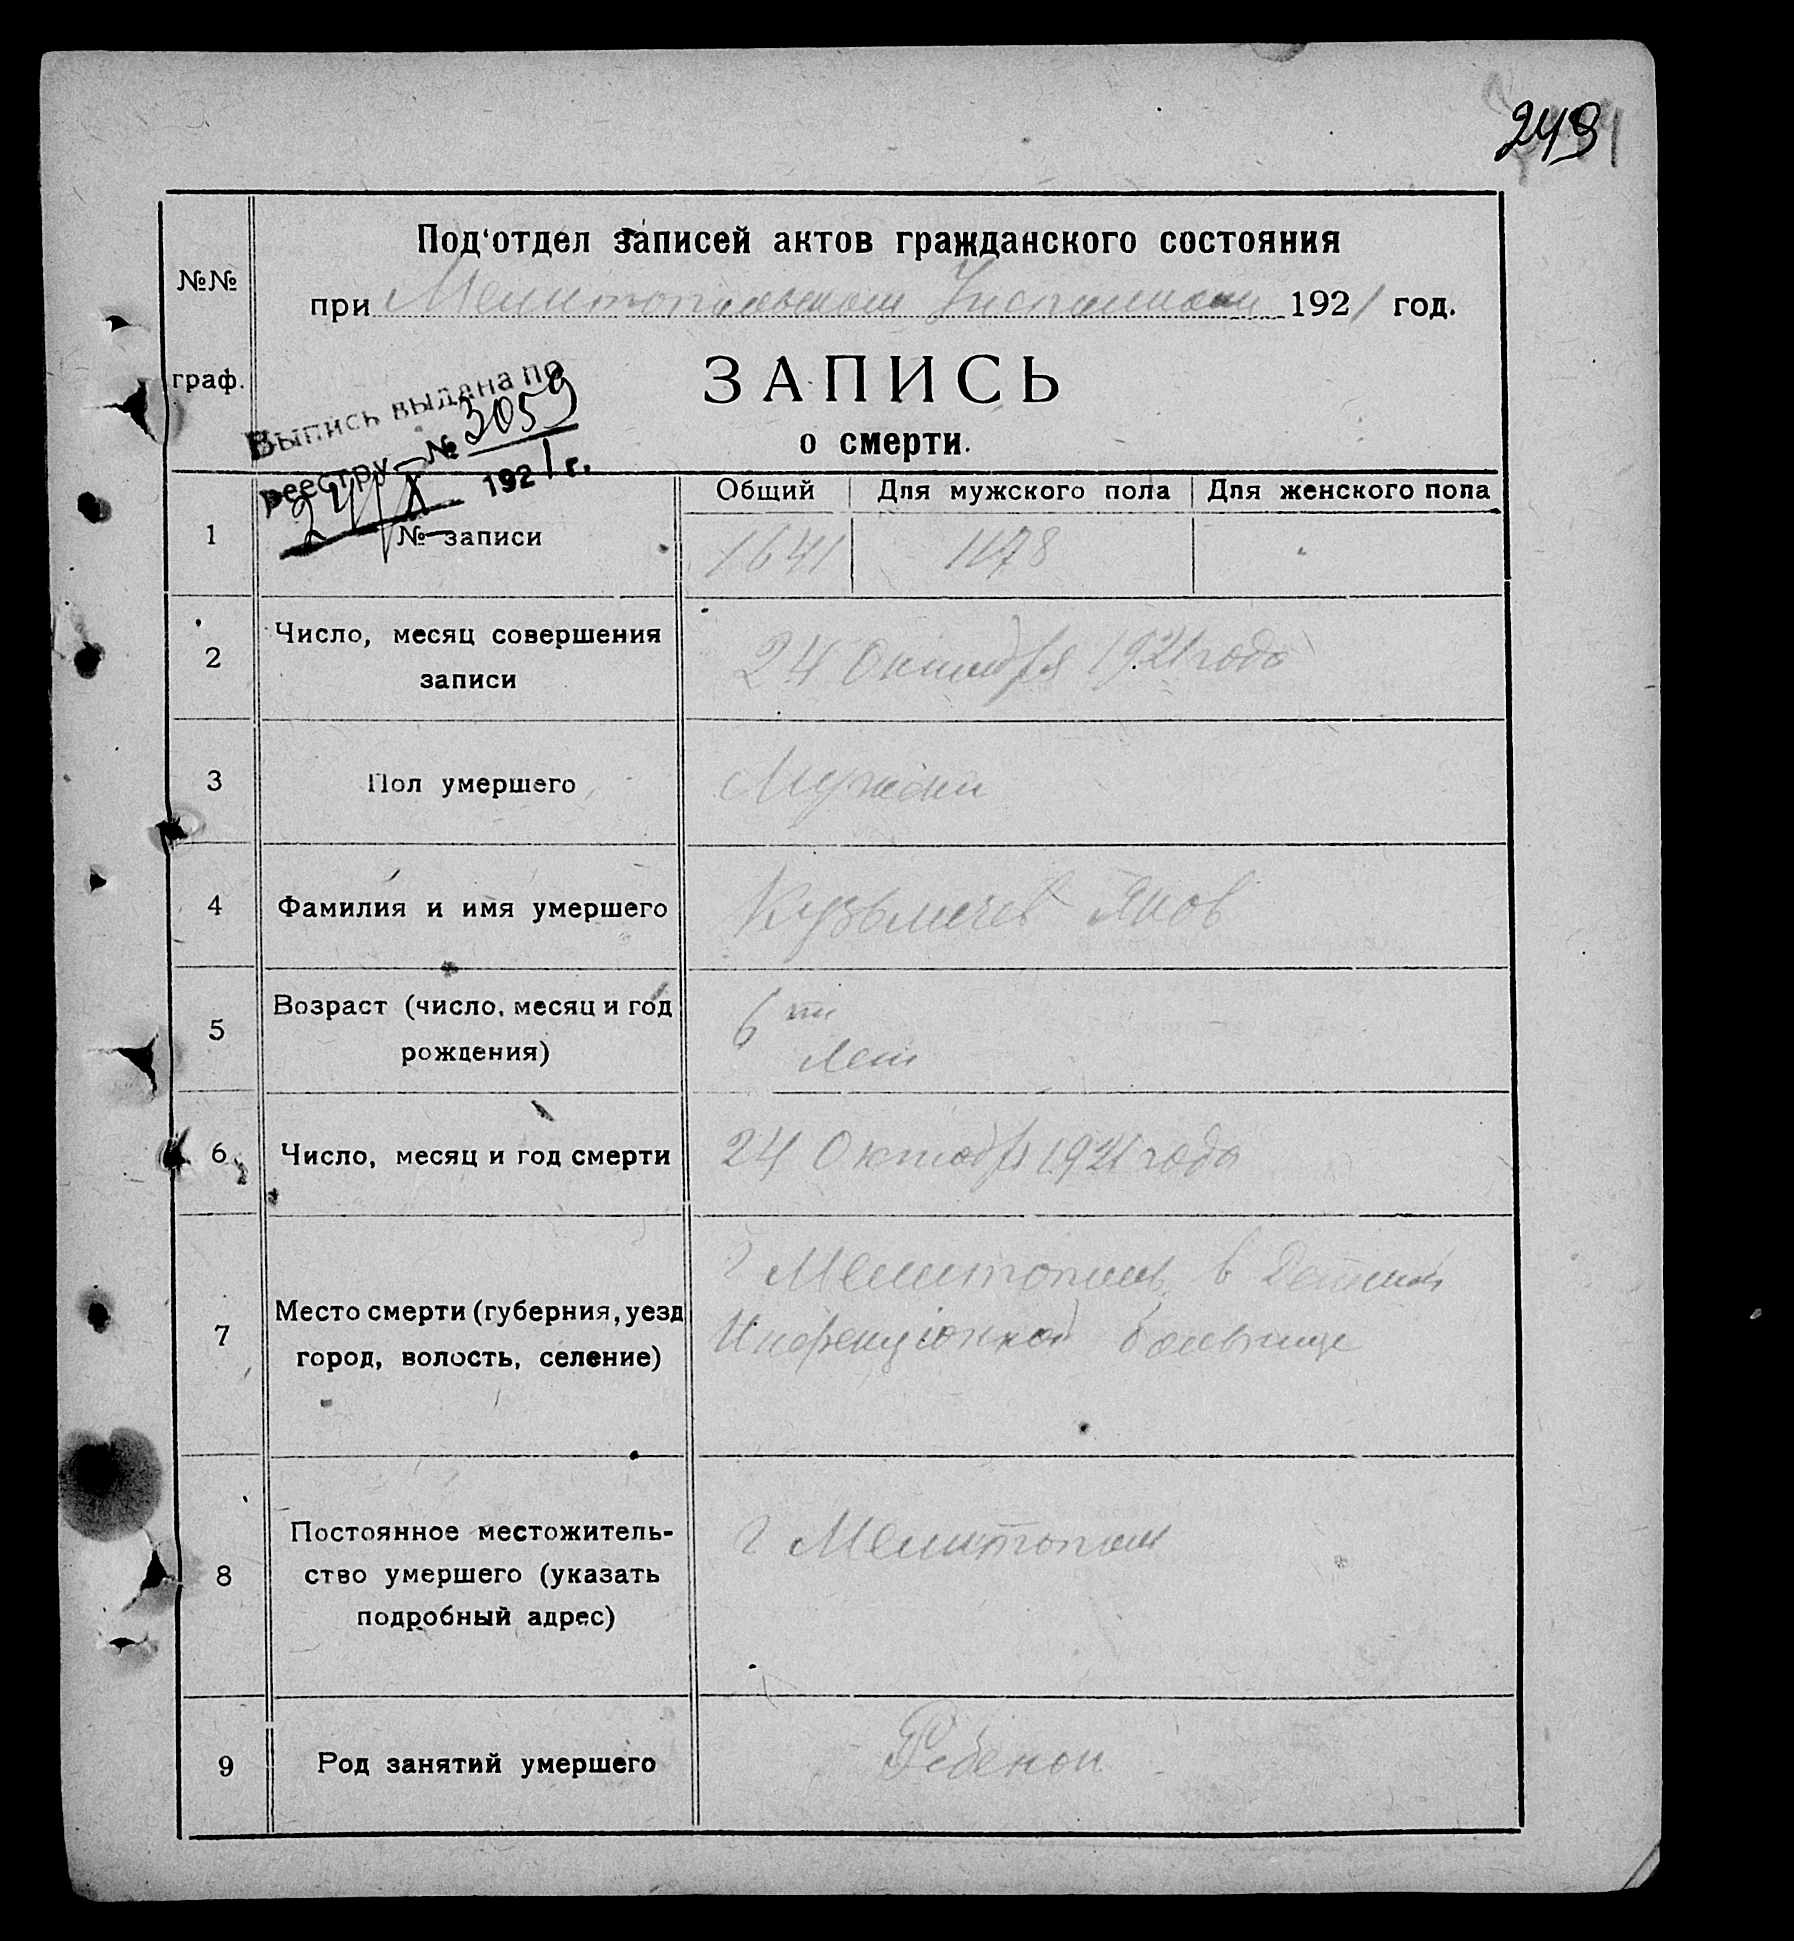 249
Под'отдел записей актов гражданского состояния
№№
при Мелитопольском 1921 год.
граф.
ЗАПИСЬ
о смерти.
Выпись выдана по
реестру № 3059
24/X 1921 г.
Общий Для мужского пола Для женского пола
1 № записи 1641 1178 "
2 Число, месяц совершения
записи
24 Октября 1921 года
3 Пол умершего Мужской
4 Фамилия и имя умершего Кузьмичев Яков
5 Возраст (число, месяц и год
рождения)
6ти
лет
6 Число, месяц и год смерти 24 Октября 1921 года
7 Место смерти (губерния, уезд
город, волость, селение)
г Мелитополь в Детской
Инфекционной больнице
8 Постоянное местожитель-
ство умершего (указать
подробный адрес)
г Мелитополь
9 Род занятий умершего Ребенок